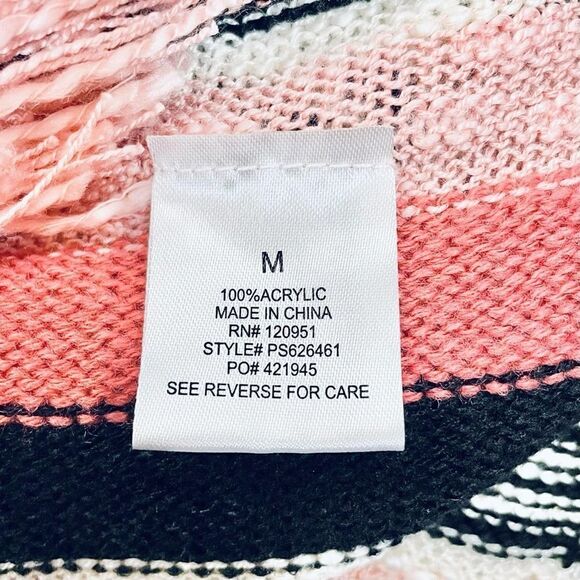 M
100%ACRYLIC
MADE IN CHINA
RN# 120951
STYLE# PS626461
PO# 421945
SEE REVERSE FOR CARE